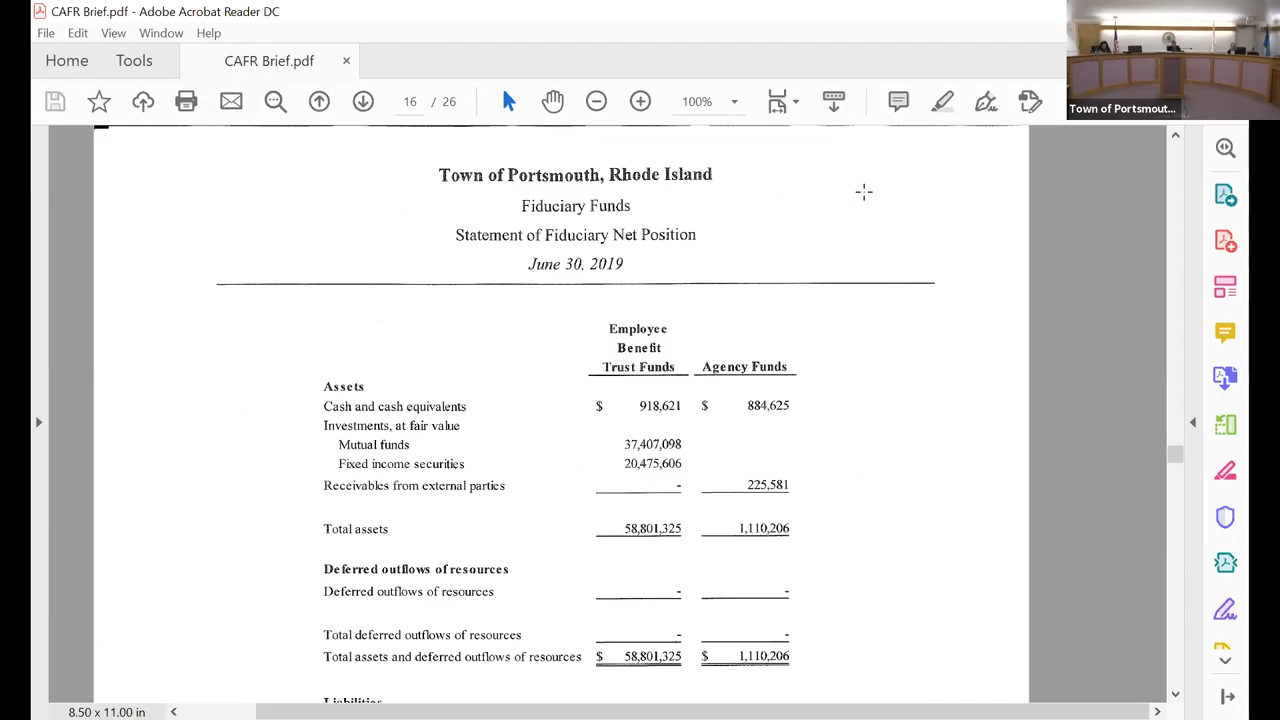 CAFR Brief.pdf - Adobe Acrobat Reader DC
File Edit View Window Help
Home Tools CAFR Brief.pdf ×
16 / 26 100%
Town of Portsmout...
Town of Portsmouth, Rhode Island
Fiduciary Funds
Statement of Fiduciary Net Position
June 30, 2019
Employee
Benefit
Trust Funds Agency Funds
Assets
Cash and cash equivalents $ 918,621 $ 884,625
Investments, at fair value
Mutual funds 37,407,098
Fixed income securities 20,475,606
Receivables from external parties - 225,581
Total assets 58,801,325 1,110,206
Deferred outflows of resources
Deferred outflows of resources - -
Total deferred outflows of resources - -
Total assets and deferred outflows of resources $ 58,801,325 $ 1,110,206
Liabilities
8.50 x 11.00 in